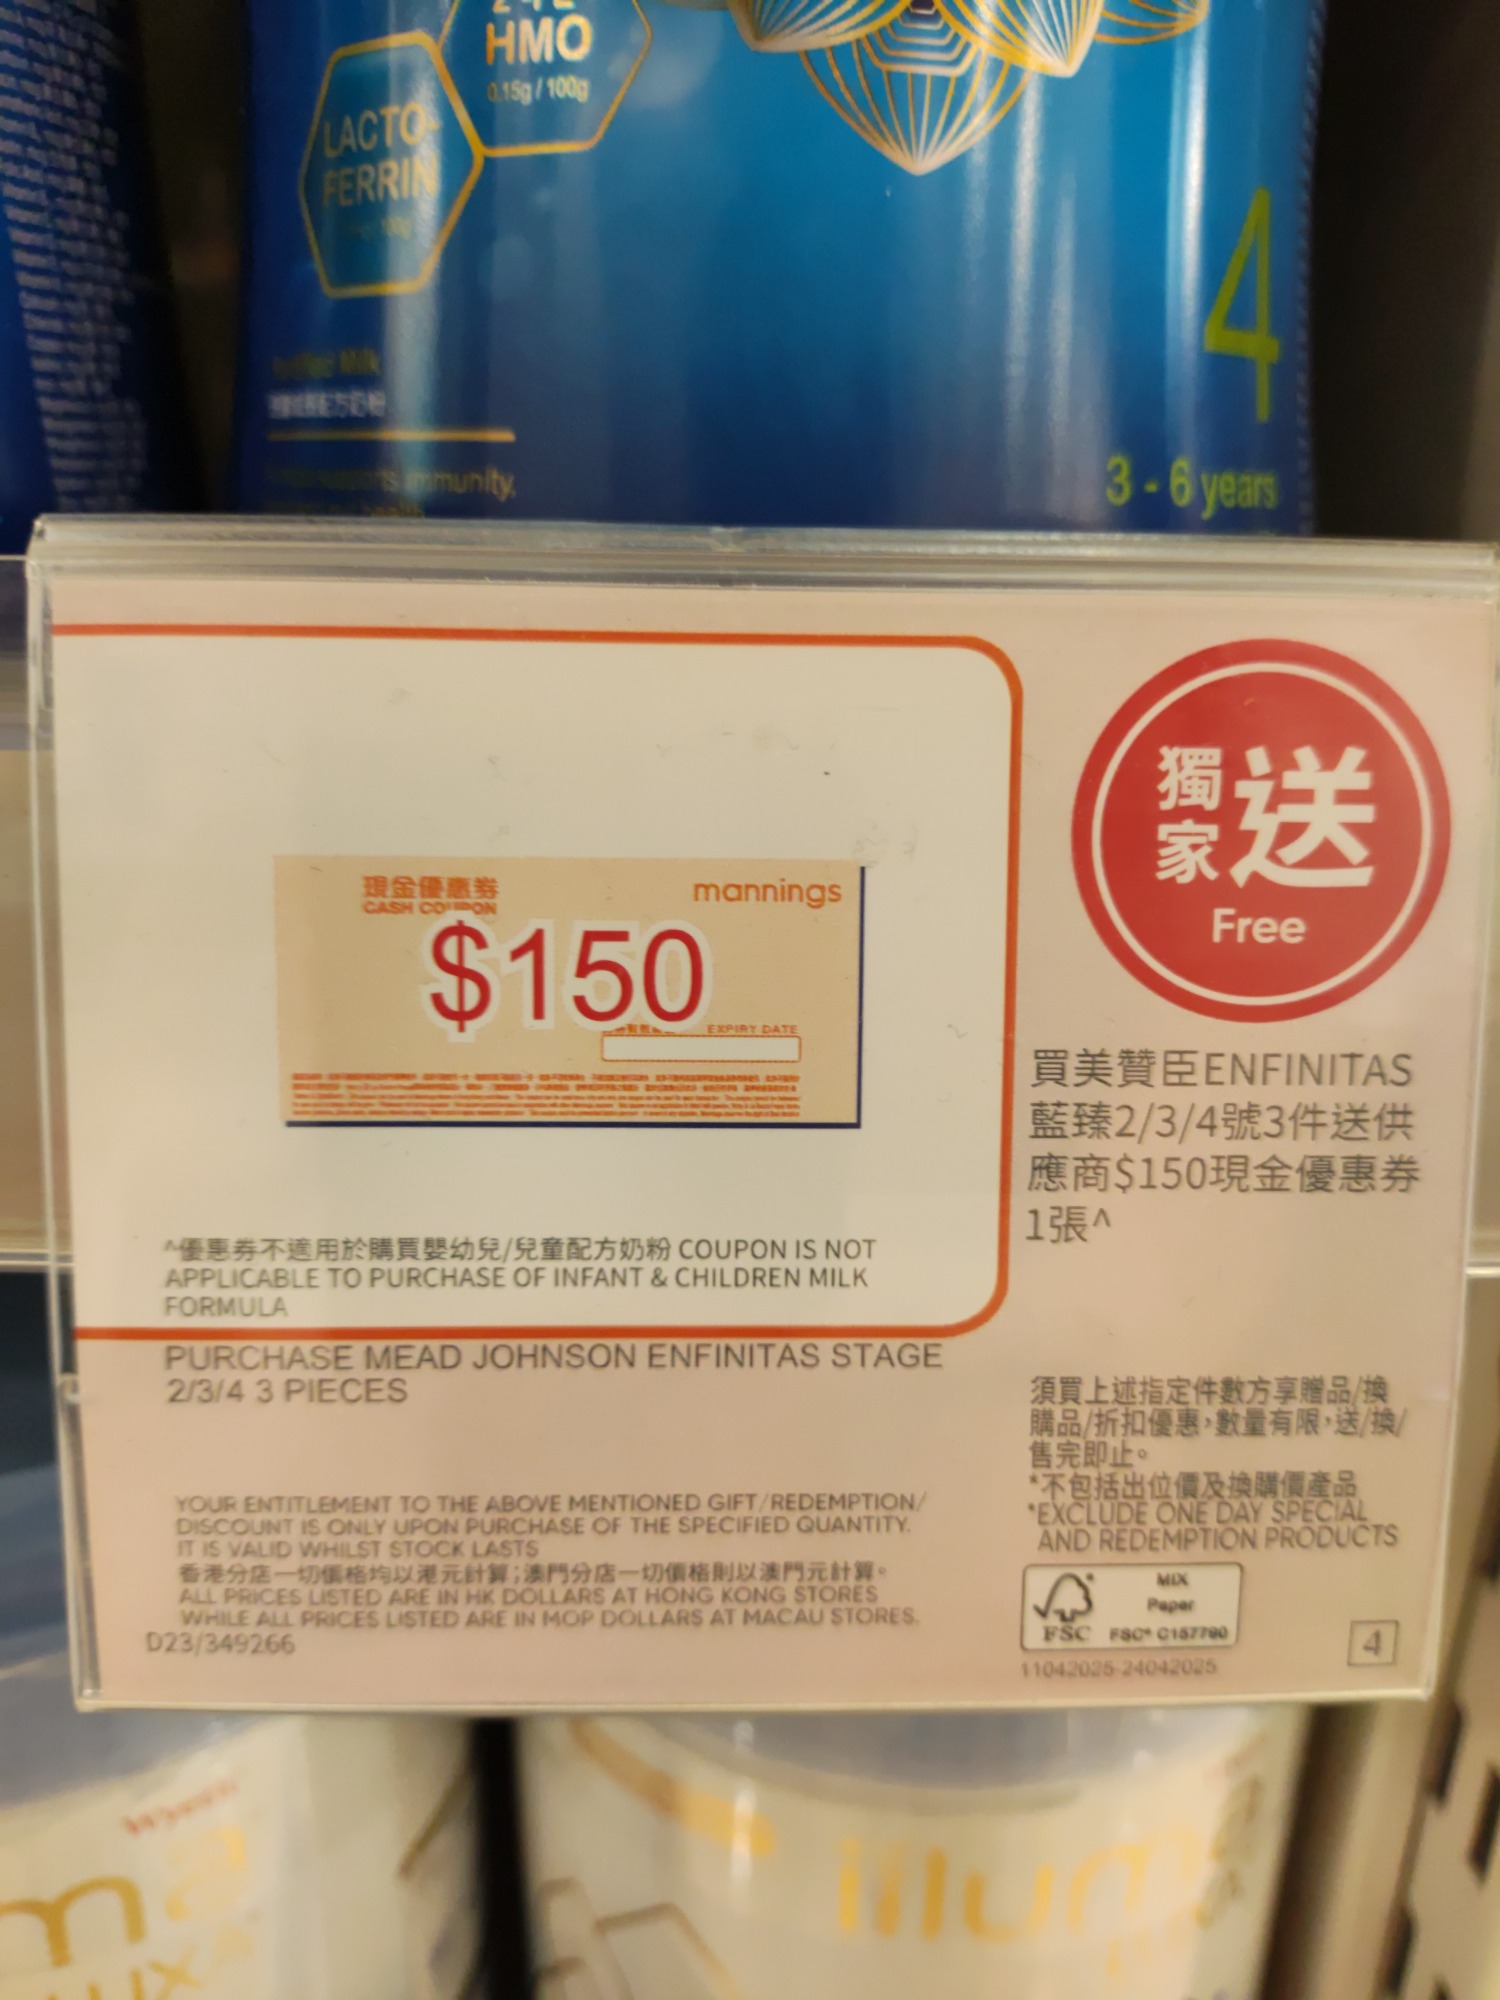 HMO
0.15g / 100g
LACTO-
FERRIN
4
3 - 6 years
immunity,
獨家送
Free
現金優惠券
CASH COUPON
mannings
$150
EXPIRY DATE
買美贊臣ENFINITAS
藍臻2/3/4號3件送供
應商$150現金優惠券
1張^
^優惠券不適用於購買嬰幼兒/兒童配方奶粉 COUPON IS NOT
APPLICABLE TO PURCHASE OF INFANT & CHILDREN MILK
FORMULA
PURCHASE MEAD JOHNSON ENFINITAS STAGE
2/3/4 3 PIECES
須買上述指定件數方享贈品/換
購品/折扣優惠,數量有限,送/換/
售完即止。
*不包括出位價及換購價產品
*EXCLUDE ONE DAY SPECIAL
AND REDEMPTION PRODUCTS
YOUR ENTITLEMENT TO THE ABOVE MENTIONED GIFT/REDEMPTION/
DISCOUNT IS ONLY UPON PURCHASE OF THE SPECIFIED QUANTITY.
IT IS VALID WHILST STOCK LASTS
香港分店一切價格均以港元計算;澳門分店一切價格則以澳門元計算。
ALL PRICES LISTED ARE IN HK DOLLARS AT HONG KONG STORES
WHILE ALL PRICES LISTED ARE IN MOP DOLLARS AT MACAU STORES.
D23/349266
FSC
MIX
Paper
FSC® C157790
11042025-24042025
4